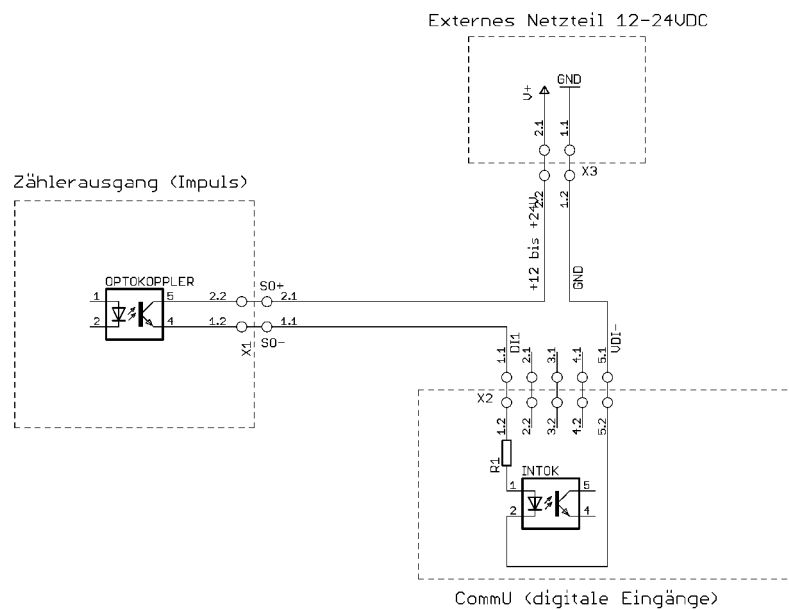 Externes Netzteil 12-24VDC
V+
GND
2.1
1.1
X3
2.2
1.2
+12 bis +24V
GND
Zählerausgang (Impuls)
OPTOKOPPLER
1
5
2
4
2.2
SO+
2.1
1.2
1.1
X1
SO-
DI1
VDI-
1.1
2.1
3.1
4.1
5.1
X2
1.2
2.2
3.2
4.2
5.2
R1
INTOK
1
5
2
4
CommU (digitale Eingänge)